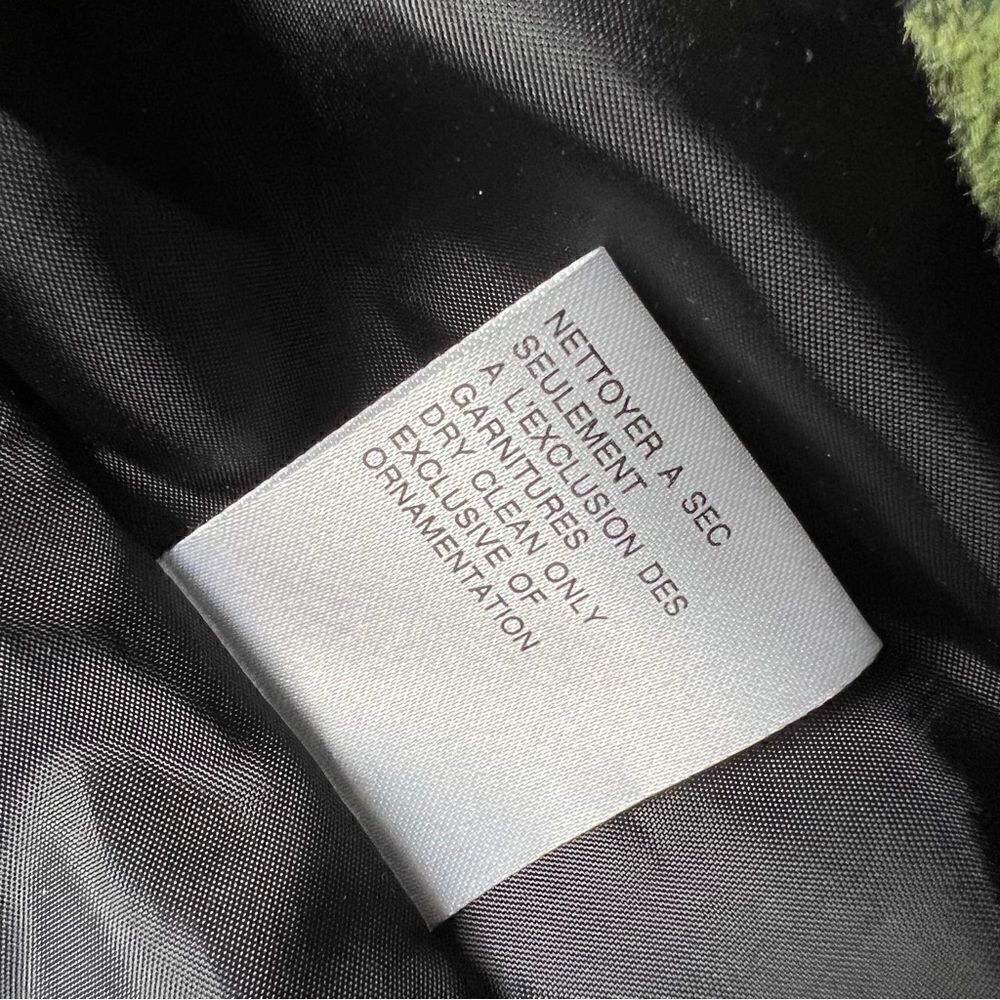 NETTOYER A SEC
SEULEMENT
A L'EXCLUSION DES
GARNITURES
DRY CLEAN ONLY
EXCLUSIVE OF
ORNAMENTATION